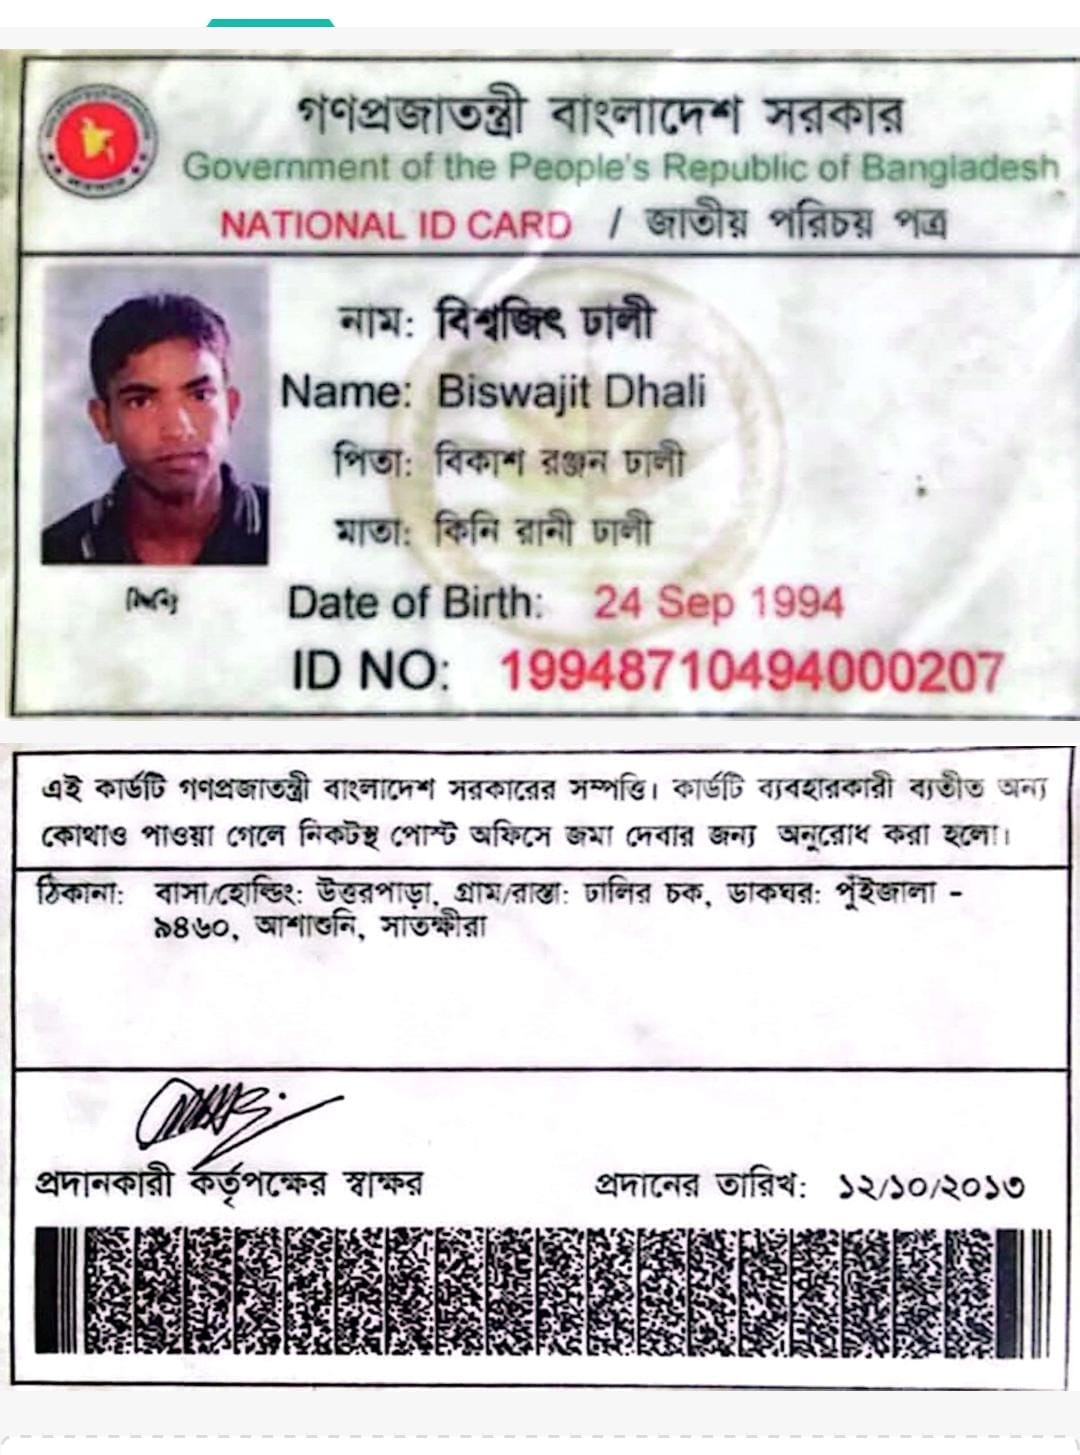 গণপ্রজাতন্ত্রী বাংলাদেশ সরকার
Government of the People's Republic of Bangladesh
NATIONAL ID CARD / জাতীয় পরিচয় পত্র
নাম: বিশ্বজিৎ ঢালী
Name: Biswajit Dhali
পিতা: বিকাশ রঞ্জন ঢালী
মাতা: কিনি রানী ঢালী
Date of Birth: 24 Sep 1994
ID NO: 19948710494000207
এই কার্ডটি গণপ্রজাতন্ত্রী বাংলাদেশ সরকারের সম্পত্তি। কার্ডটি ব্যবহারকারী ব্যতীত অন্য
কোথাও পাওয়া গেলে নিকটস্থ পোস্ট অফিসে জমা দেবার জন্য অনুরোধ করা হলো।
ঠিকানা: বাসা/হোল্ডিং: উত্তরপাড়া, গ্রাম/রাস্তা: ঢালির চক, ডাকঘর: পুঁইজালা -
৯৪৬০, আশাশুনি, সাতক্ষীরা
প্রদানকারী কর্তৃপক্ষের স্বাক্ষর প্রদানের তারিখ: ১২/১০/২০১৩